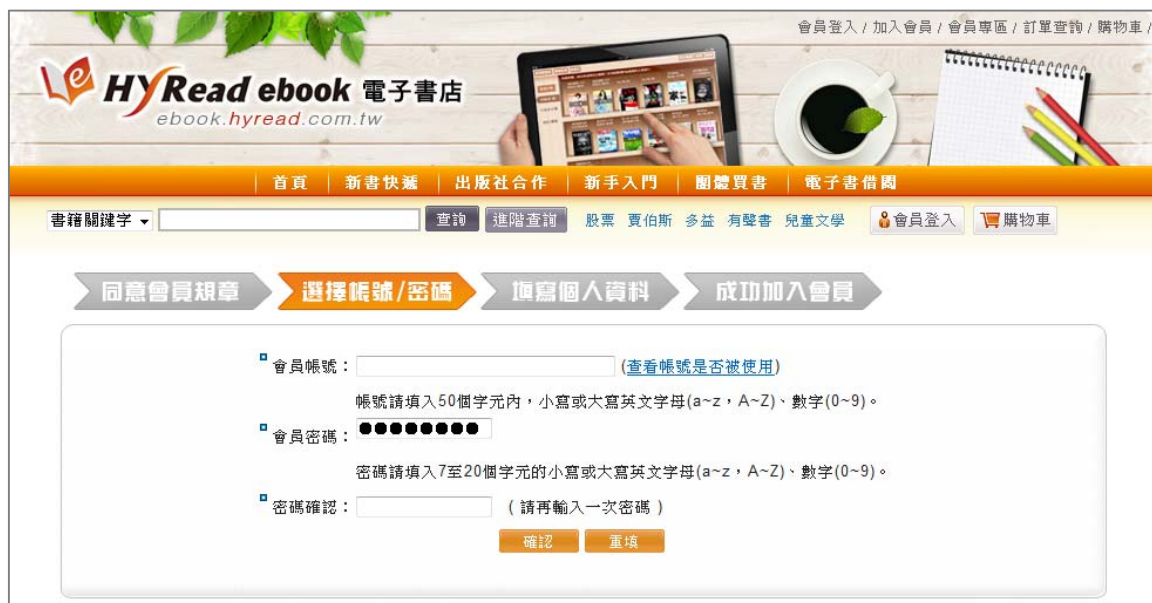 會員登入 / 加入會員 / 會員專區 / 訂單查詢 / 購物車 /
HYRead ebook 電子書店
ebook.hyread.com.tw
首頁 | 新書快遞 | 出版社合作 | 新手入門 | 團體買書 | 電子書借閱
書籍關鍵字 查詢 進階查詢 股票 賈伯斯 多益 有聲書 兒童文學 會員登入 購物車
同意會員規章 選擇帳號/密碼 填寫個人資料 成功加入會員
會員帳號： (查看帳號是否被使用)
帳號請填入50個字元內，小寫或大寫英文字母(a~z，A~Z)、數字(0~9)。
會員密碼： ●●●●●●●●
密碼請填入7至20個字元的小寫或大寫英文字母(a~z，A~Z)、數字(0~9)。
密碼確認： ( 請再輸入一次密碼 )
確認 重填